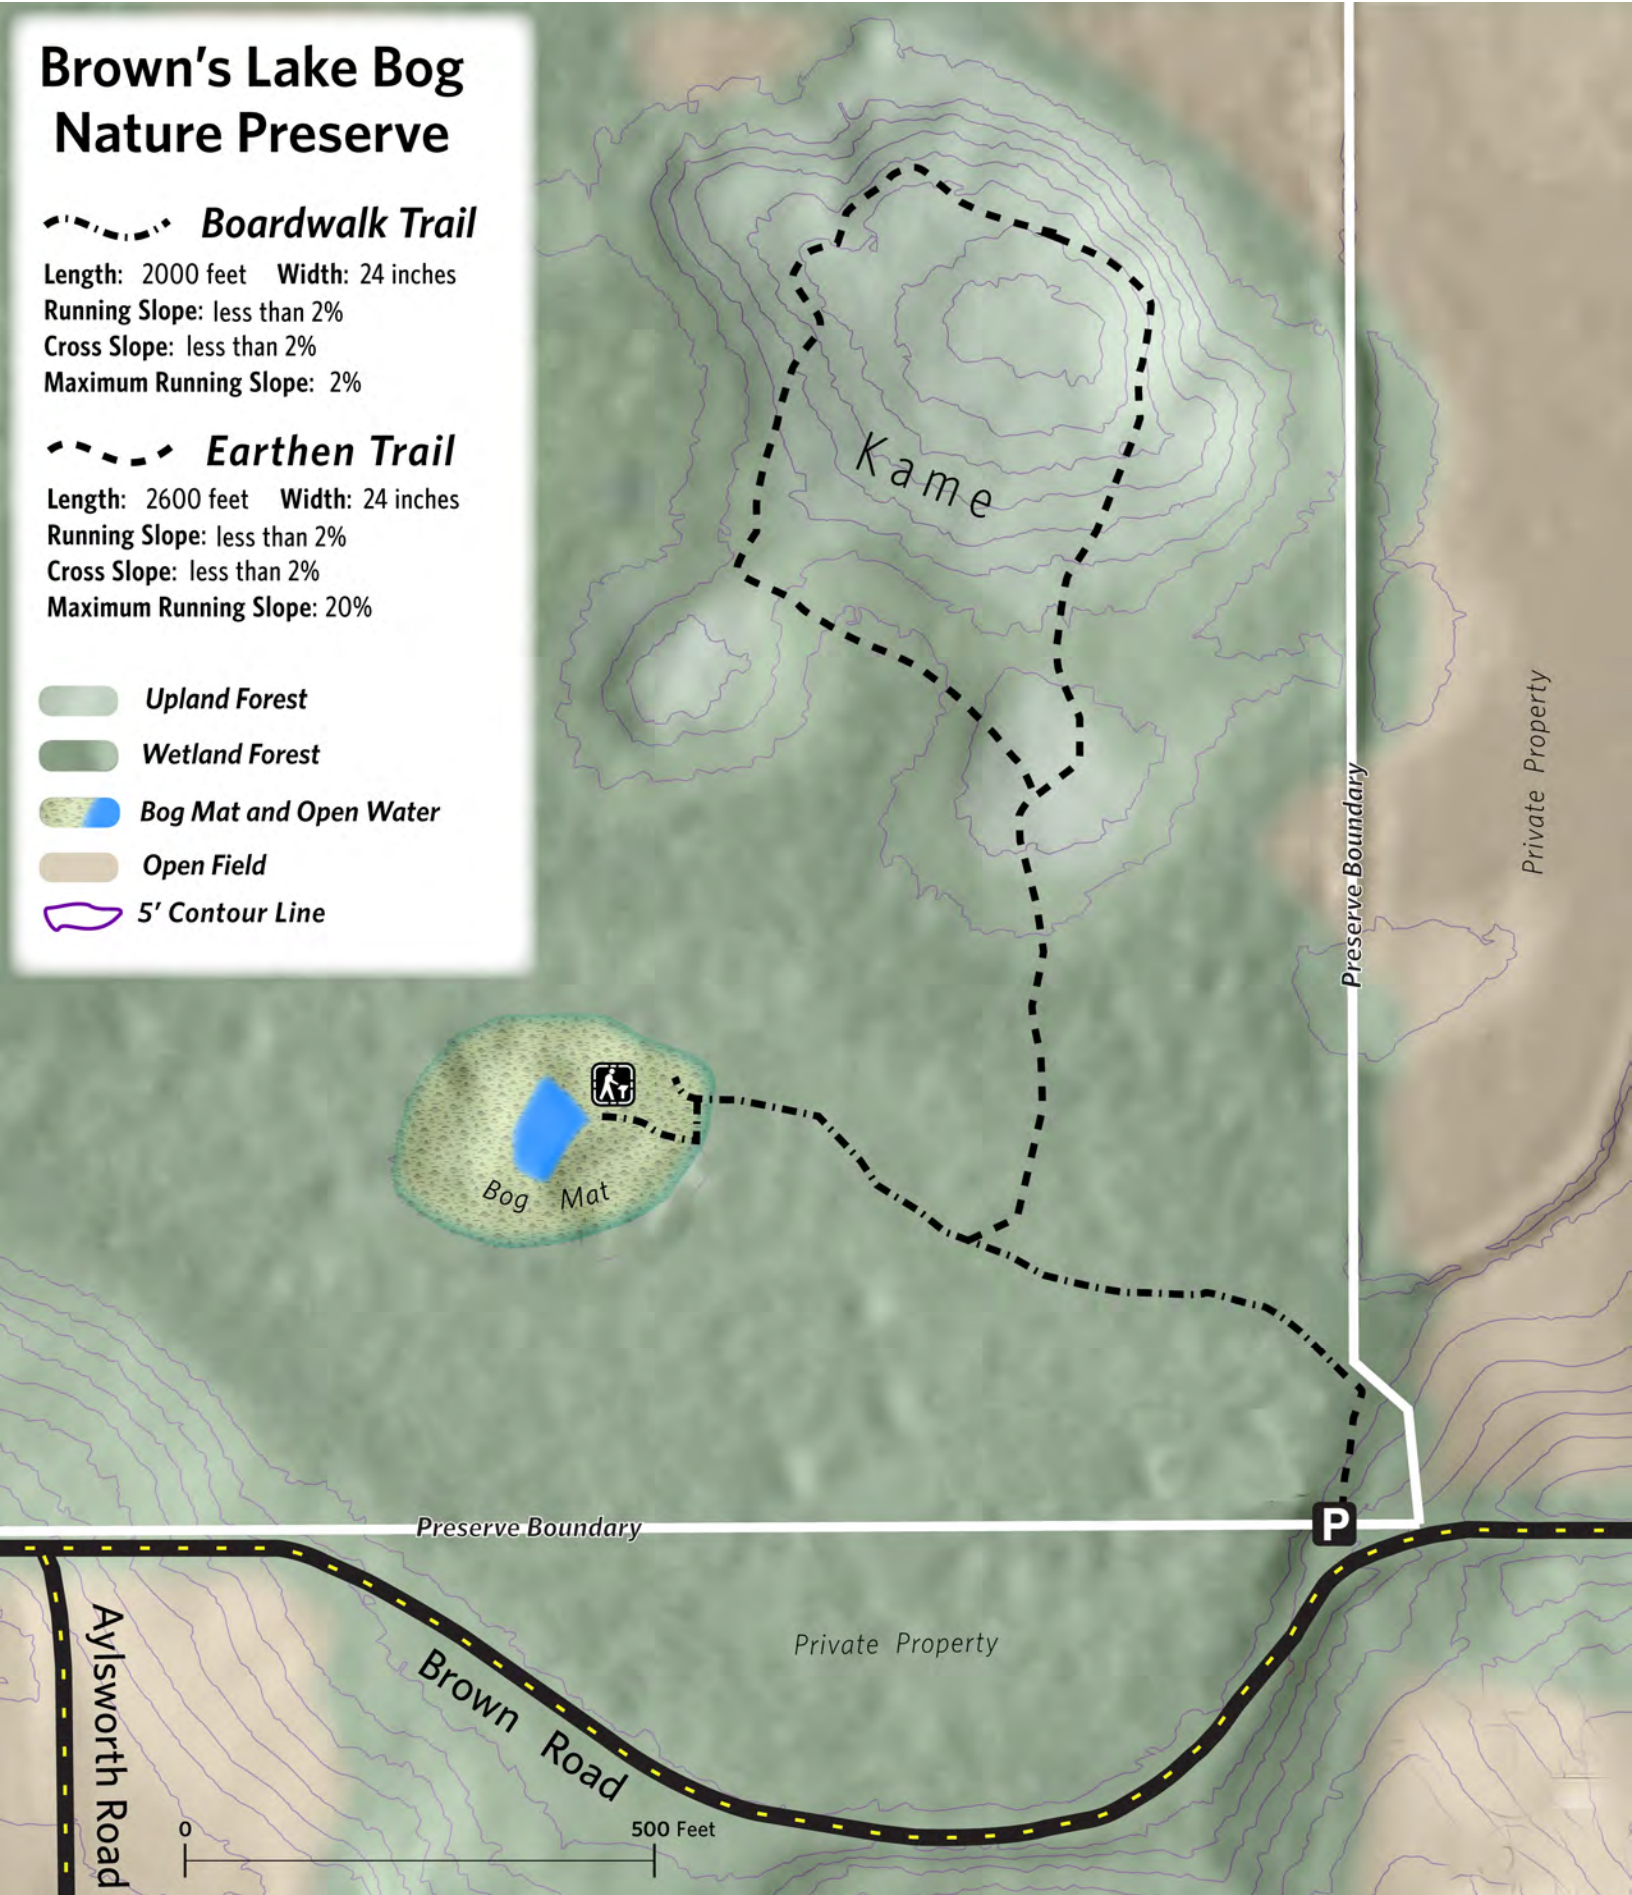 Brown's Lake Bog
Nature Preserve
Boardwalk Trail
Length: 2000 feet Width: 24 inches
Running Slope: less than 2%
Cross Slope: less than 2%
Maximum Running Slope: 2%
Earthen Trail
Length: 2600 feet Width: 24 inches
Running Slope: less than 2%
Cross Slope: less than 2%
Maximum Running Slope: 20%
Upland Forest
Wetland Forest
Bog Mat and Open Water
Open Field
5' Contour Line
Kame
Private Property
Preserve Boundary
Bog Mat
Preserve Boundary
P
Private Property
Brown Road
Aylsworth Road
0
500 Feet